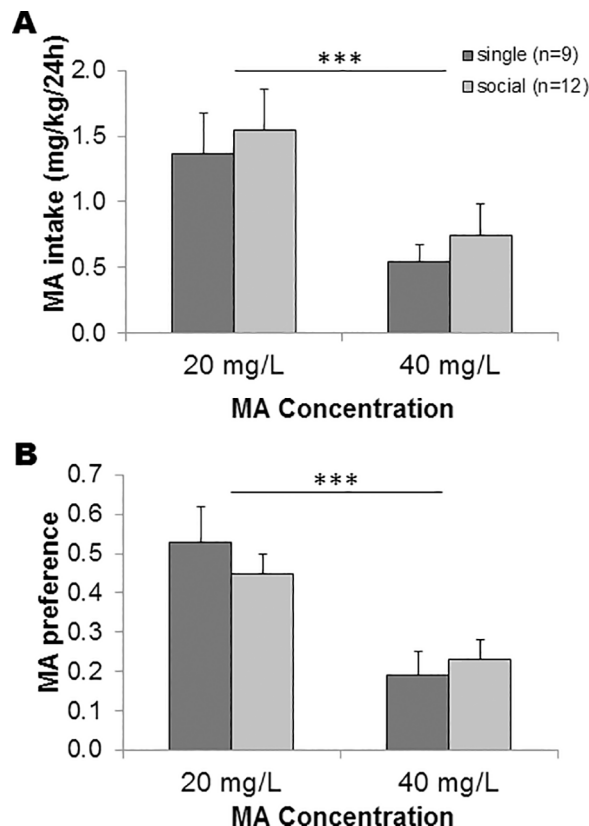 A
***
single (n=9)
social (n=12)
MA intake (mg/kg/24h)
2.0
1.5
1.0
0.5
0.0
20 mg/L 40 mg/L
MA Concentration
B
***
MA preference
0.7
0.6
0.5
0.4
0.3
0.2
0.1
0.0
20 mg/L 40 mg/L
MA Concentration